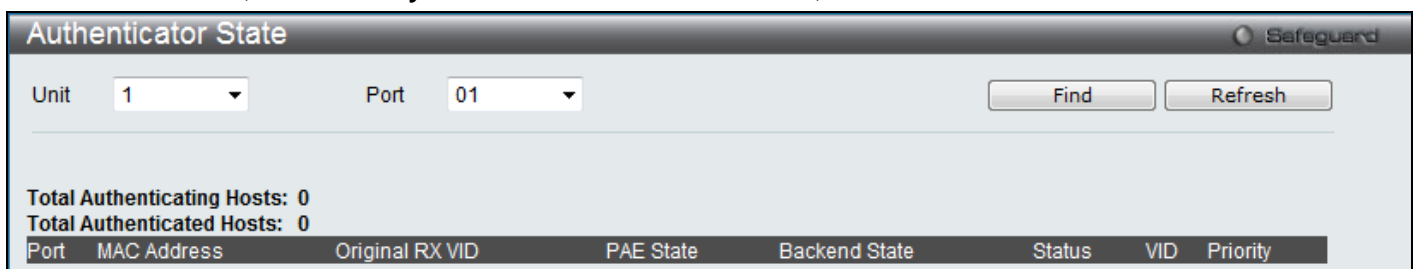 Authenticator State Safeguard
Unit 1 Port 01 Find Refresh
Total Authenticating Hosts: 0
Total Authenticated Hosts: 0
Port MAC Address Original RX VID PAE State Backend State Status VID Priority